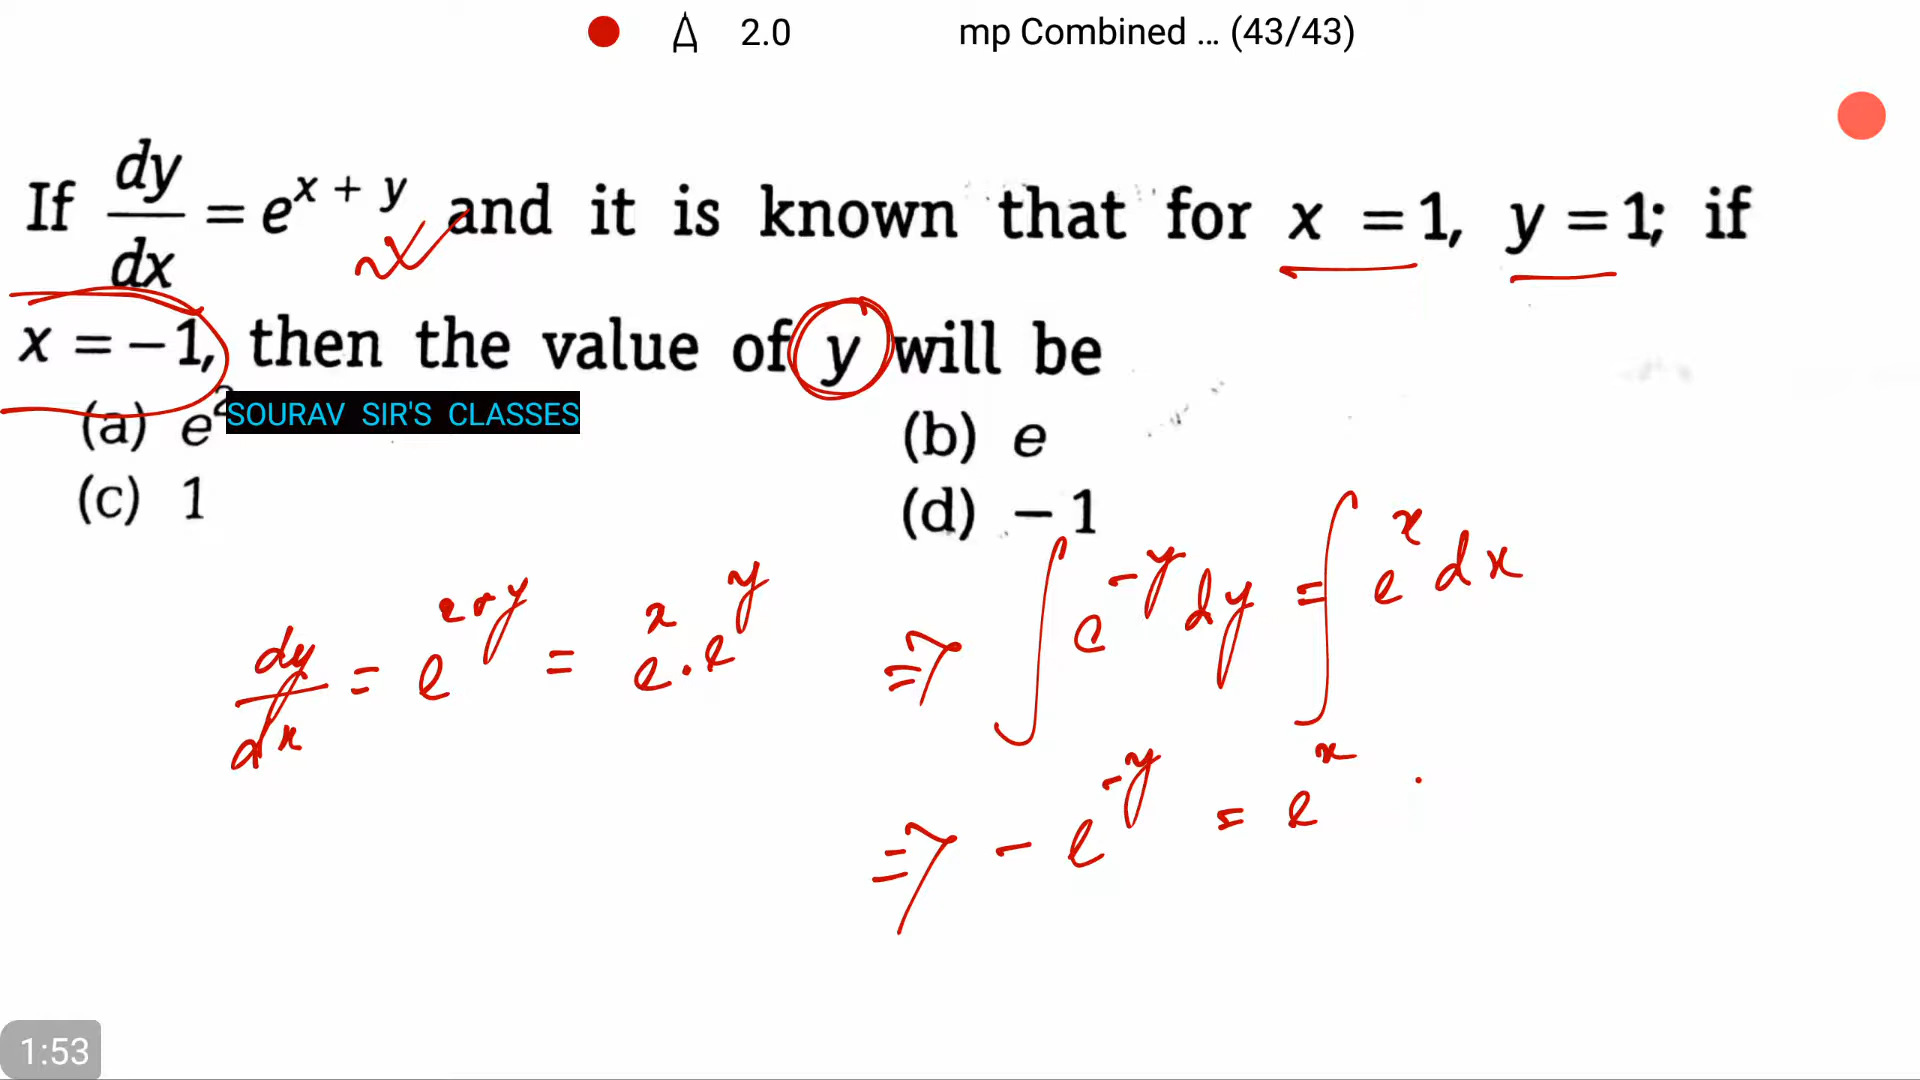 2.0 mp Combined ... (43/43)
If dy/dx = e^{x + y} and it is known that for x = 1, y = 1; if
x = −1, then the value of y will be
(a) e^2 (b) e
SOURAV SIR'S CLASSES
(c) 1 (d) − 1
dy/dx = e^{x+y} = e^x . e^y ⇒ ∫ e^{-y} dy = ∫ e^x dx
⇒ - e^{-y} = e^x
1:53